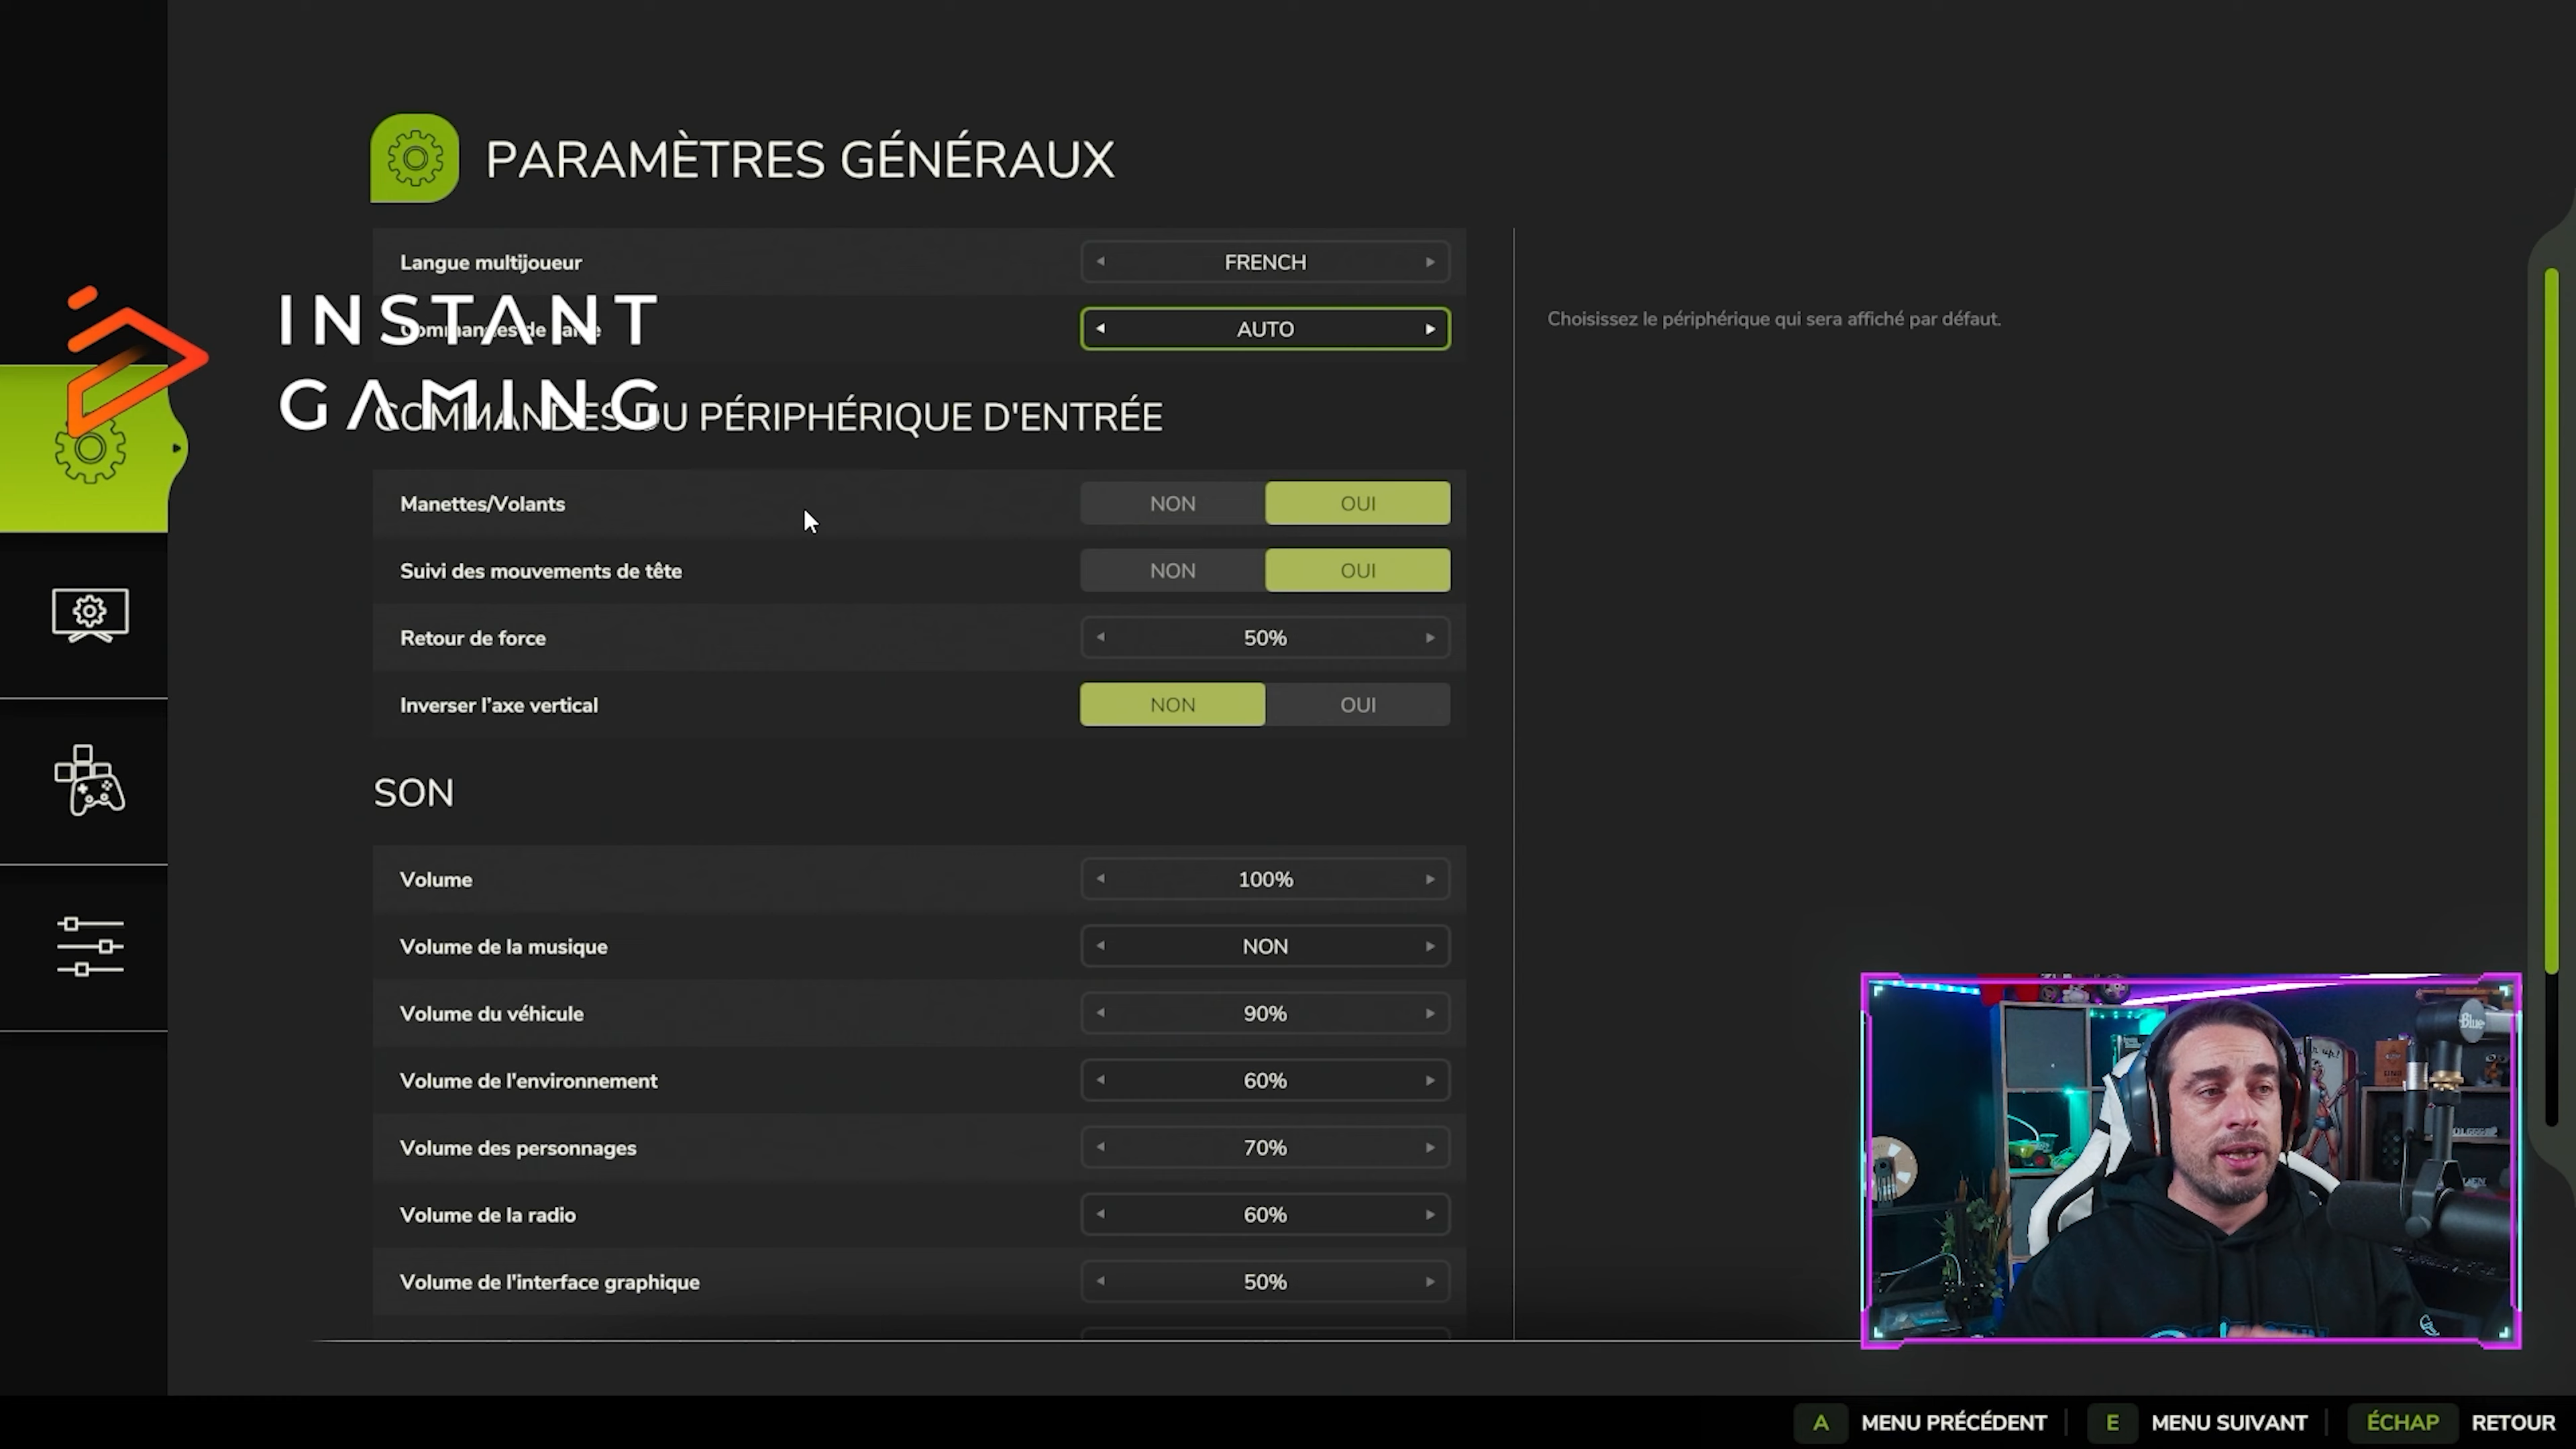 PARAMÈTRES GÉNÉRAUX
Langue multijoueur
FRENCH
INSTANT
GAMING
AUTO
Choisissez le périphérique qui sera affiché par défaut.
COMMANDES DU PÉRIPHÉRIQUE D'ENTRÉE
Manettes/Volants
NON OUI
Suivi des mouvements de tête
NON OUI
Retour de force
50%
Inverser l'axe vertical
NON OUI
SON
Volume
100%
Volume de la musique
NON
Volume du véhicule
90%
Volume de l'environnement
60%
Volume des personnages
70%
Volume de la radio
60%
Volume de l'interface graphique
50%
Blue
A MENU PRÉCÉDENT
E MENU SUIVANT
ÉCHAP RETOUR